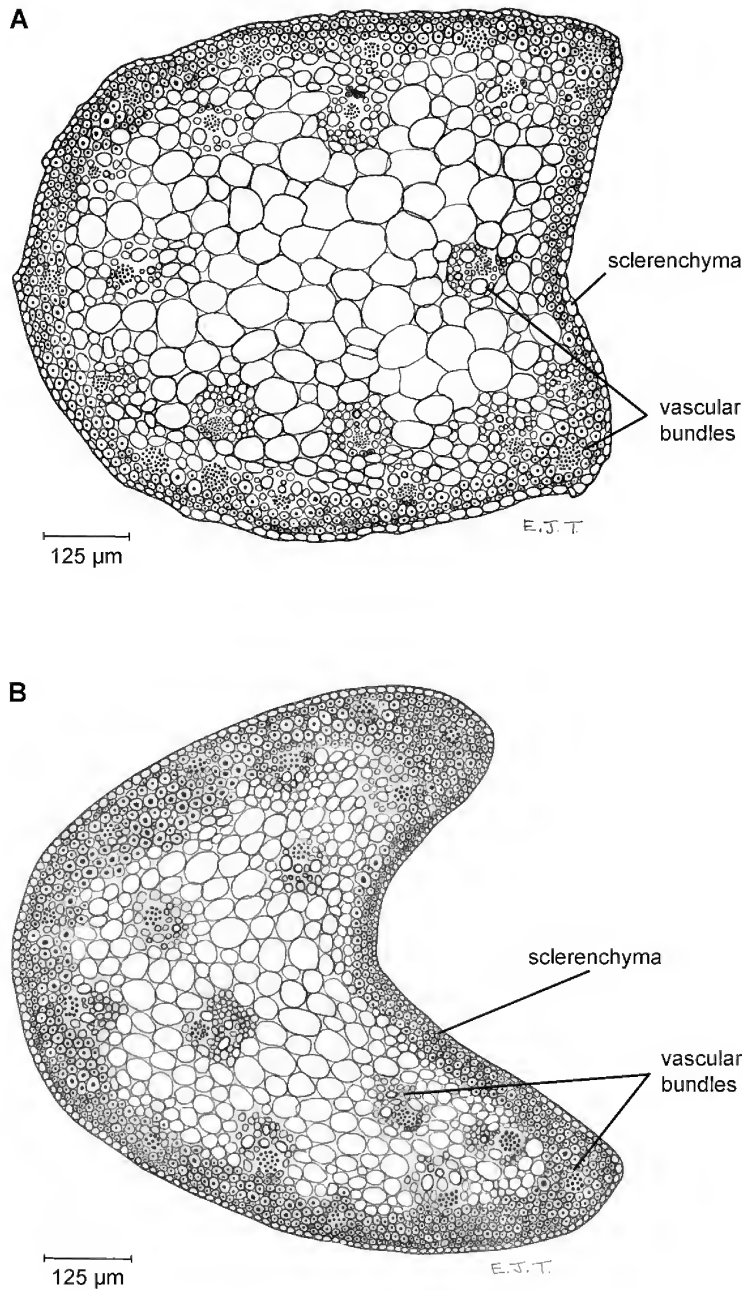 A
sclerenchyma
vascular
bundles
E.J.T.
125 µm
B
sclerenchyma
vascular
bundles
125 µm
E.J.T.